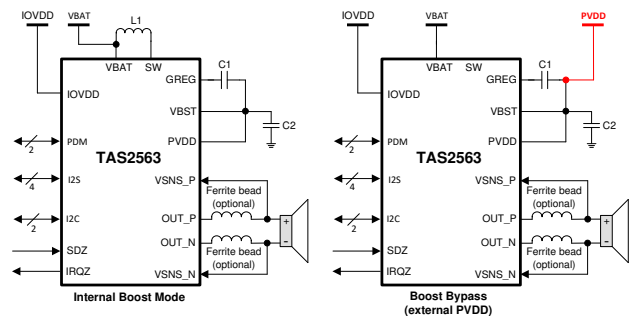 IOVDD
VBAT
L1
VBAT
SW
GREG
C1
IOVDD
VBST
C2
PVDD
PDM
2
TAS2563
I2S
4
VSNS_P
Ferrite bead
(optional)
I2C
2
OUT_P
+
-
OUT_N
SDZ
Ferrite bead
(optional)
IRQZ
VSNS_N
Internal Boost Mode
IOVDD
VBAT
PVDD
VBAT
SW
GREG
C1
IOVDD
VBST
C2
PVDD
PDM
2
TAS2563
I2S
4
VSNS_P
Ferrite bead
(optional)
I2C
2
OUT_P
+
-
OUT_N
SDZ
Ferrite bead
(optional)
IRQZ
VSNS_N
Boost Bypass
(external PVDD)